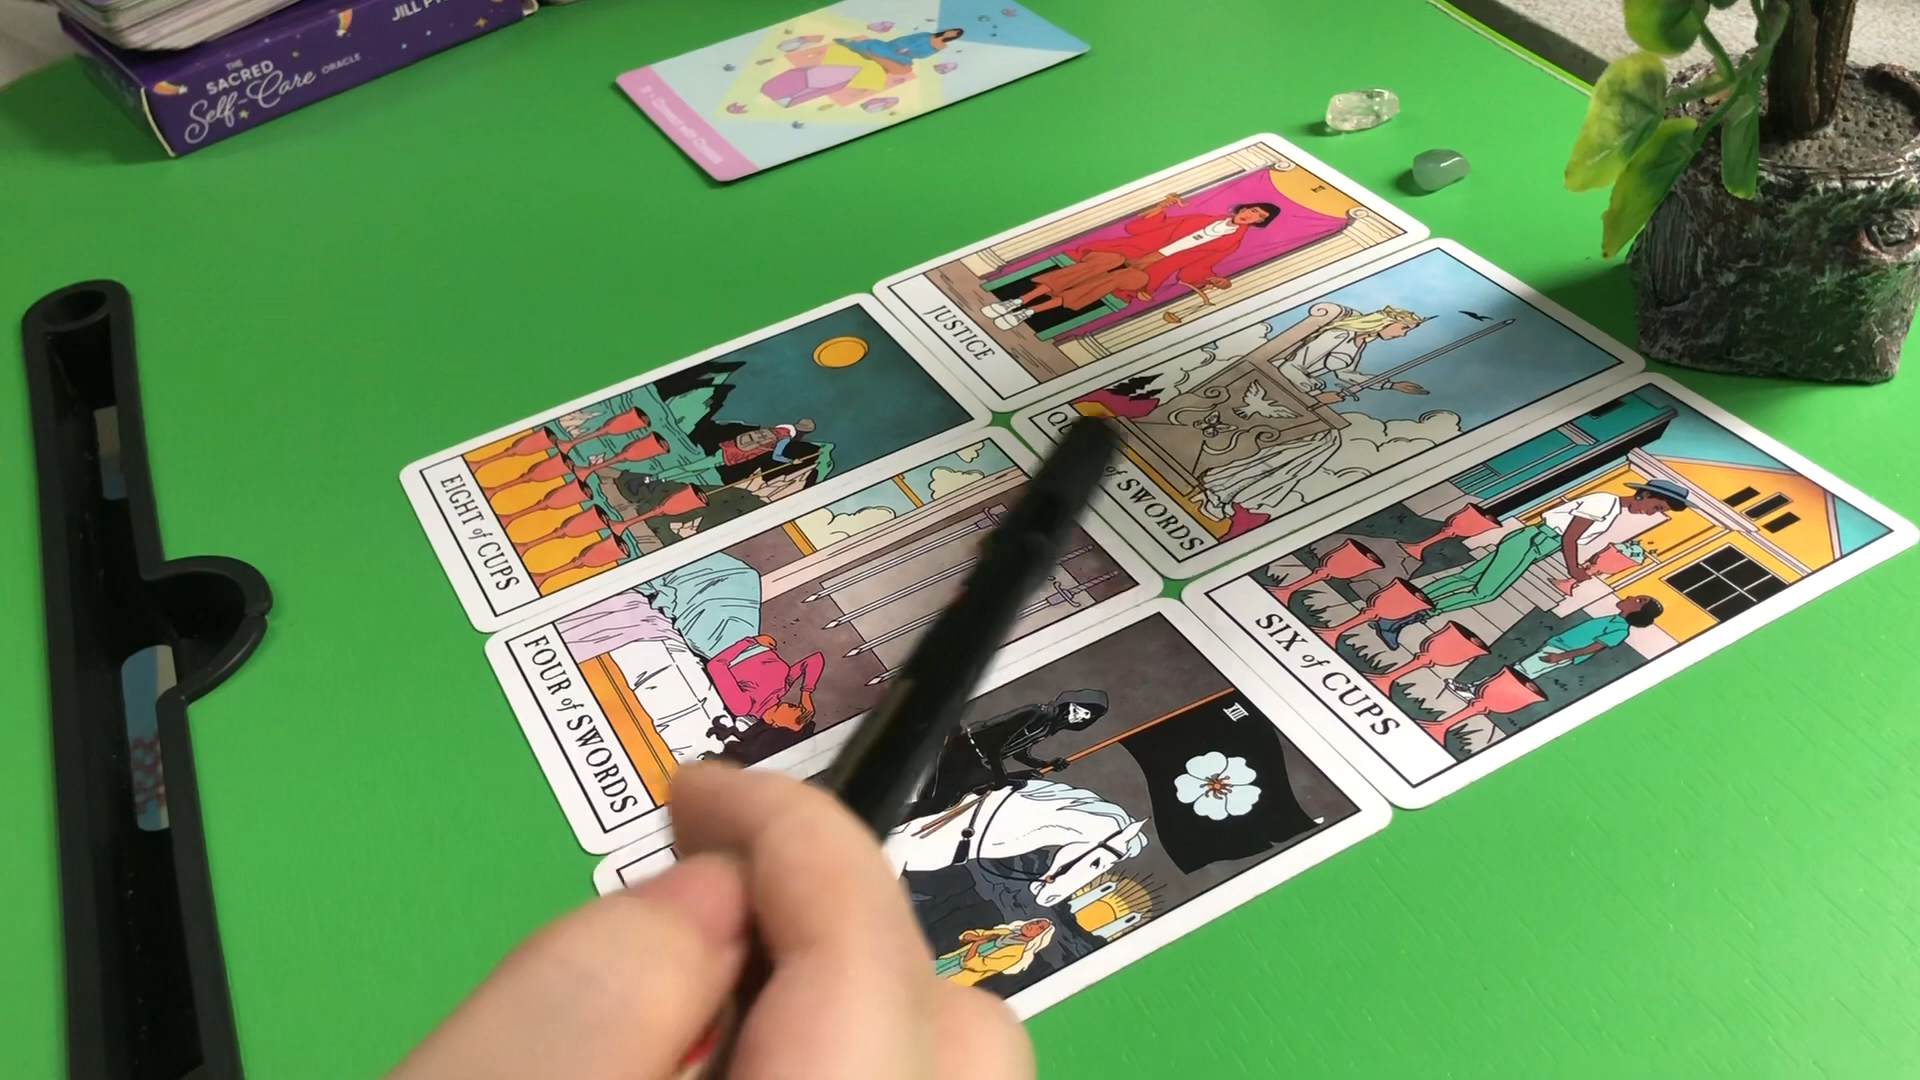 JILL P
THE
SACRED
Self-Care
ORACLE
JUSTICE
QU
of SWORDS
EIGHT of CUPS
FOUR of SWORDS
SIX of CUPS
XIII